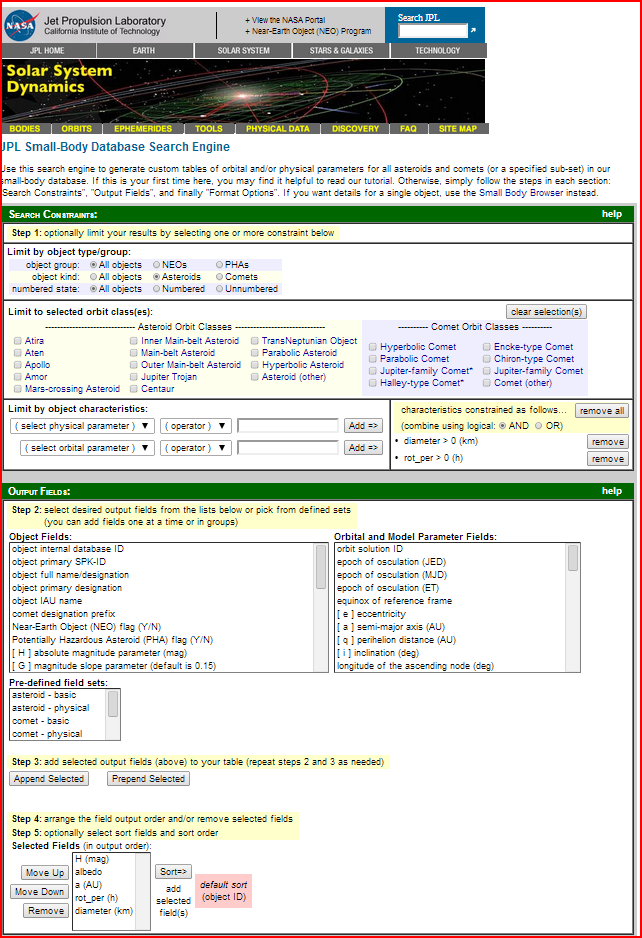 NASA
Jet Propulsion Laboratory
California Institute of Technology
+ View the NASA Portal
+ Near-Earth Object (NEO) Program
Search JPL
JPL HOME EARTH SOLAR SYSTEM STARS & GALAXIES TECHNOLOGY
Solar System
Dynamics
BODIES ORBITS EPHEMERIDES TOOLS PHYSICAL DATA DISCOVERY FAQ SITE MAP
JPL Small-Body Database Search Engine
Use this search engine to generate custom tables of orbital and/or physical parameters for all asteroids and comets (or a specified sub-set) in our
small-body database. If this is your first time here, you may find it helpful to read our tutorial. Otherwise, simply follow the steps in each section:
"Search Constraints", "Output Fields", and finally "Format Options". If you want details for a single object, use the Small Body Browser instead.
SEARCH CONSTRAINTS: help
Step 1: optionally limit your results by selecting one or more constraint below
Limit by object type/group:
object group: All objects NEOs PHAs
object kind: All objects Asteroids Comets
numbered state: All objects Numbered Unnumbered
Limit to selected orbit class(es): clear selection(s)
------------------------------ Asteroid Orbit Classes ------------------------------
Atira Inner Main-belt Asteroid TransNeptunian Object
Aten Main-belt Asteroid Parabolic Asteroid
Apollo Outer Main-belt Asteroid Hyperbolic Asteroid
Amor Jupiter Trojan Asteroid (other)
Mars-crossing Asteroid Centaur
---------- Comet Orbit Classes ----------
Hyperbolic Comet Encke-type Comet
Parabolic Comet Chiron-type Comet
Jupiter-family Comet* Jupiter-family Comet
Halley-type Comet* Comet (other)
Limit by object characteristics:
( select physical parameter ) ▼ ( operator ) ▼ Add =>
( select orbital parameter ) ▼ ( operator ) ▼ Add =>
characteristics constrained as follows... remove all
(combine using logical: AND OR)
• diameter > 0 (km) remove
• rot_per > 0 (h) remove
OUTPUT FIELDS: help
Step 2: select desired output fields from the lists below or pick from defined sets
(you can add fields one at a time or in groups)
Object Fields:
object internal database ID
object primary SPK-ID
object full name/designation
object primary designation
object IAU name
comet designation prefix
Near-Earth Object (NEO) flag (Y/N)
Potentially Hazardous Asteroid (PHA) flag (Y/N)
[ H ] absolute magnitude parameter (mag)
[ G ] magnitude slope parameter (default is 0.15)
Orbital and Model Parameter Fields:
orbit solution ID
epoch of osculation (JED)
epoch of osculation (MJD)
epoch of osculation (ET)
equinox of reference frame
[ e ] eccentricity
[ a ] semi-major axis (AU)
[ q ] perihelion distance (AU)
[ i ] inclination (deg)
longitude of the ascending node (deg)
Pre-defined field sets:
asteroid - basic
asteroid - physical
comet - basic
comet - physical
Step 3: add selected output fields (above) to your table (repeat steps 2 and 3 as needed)
Append Selected Prepend Selected
Step 4: arrange the field output order and/or remove selected fields
Step 5: optionally select sort fields and sort order
Selected Fields (in output order):
Move Up
Move Down
Remove
H (mag)
albedo
a (AU)
rot_per (h)
diameter (km)
Sort=>
add
selected
field(s)
default sort
(object ID)